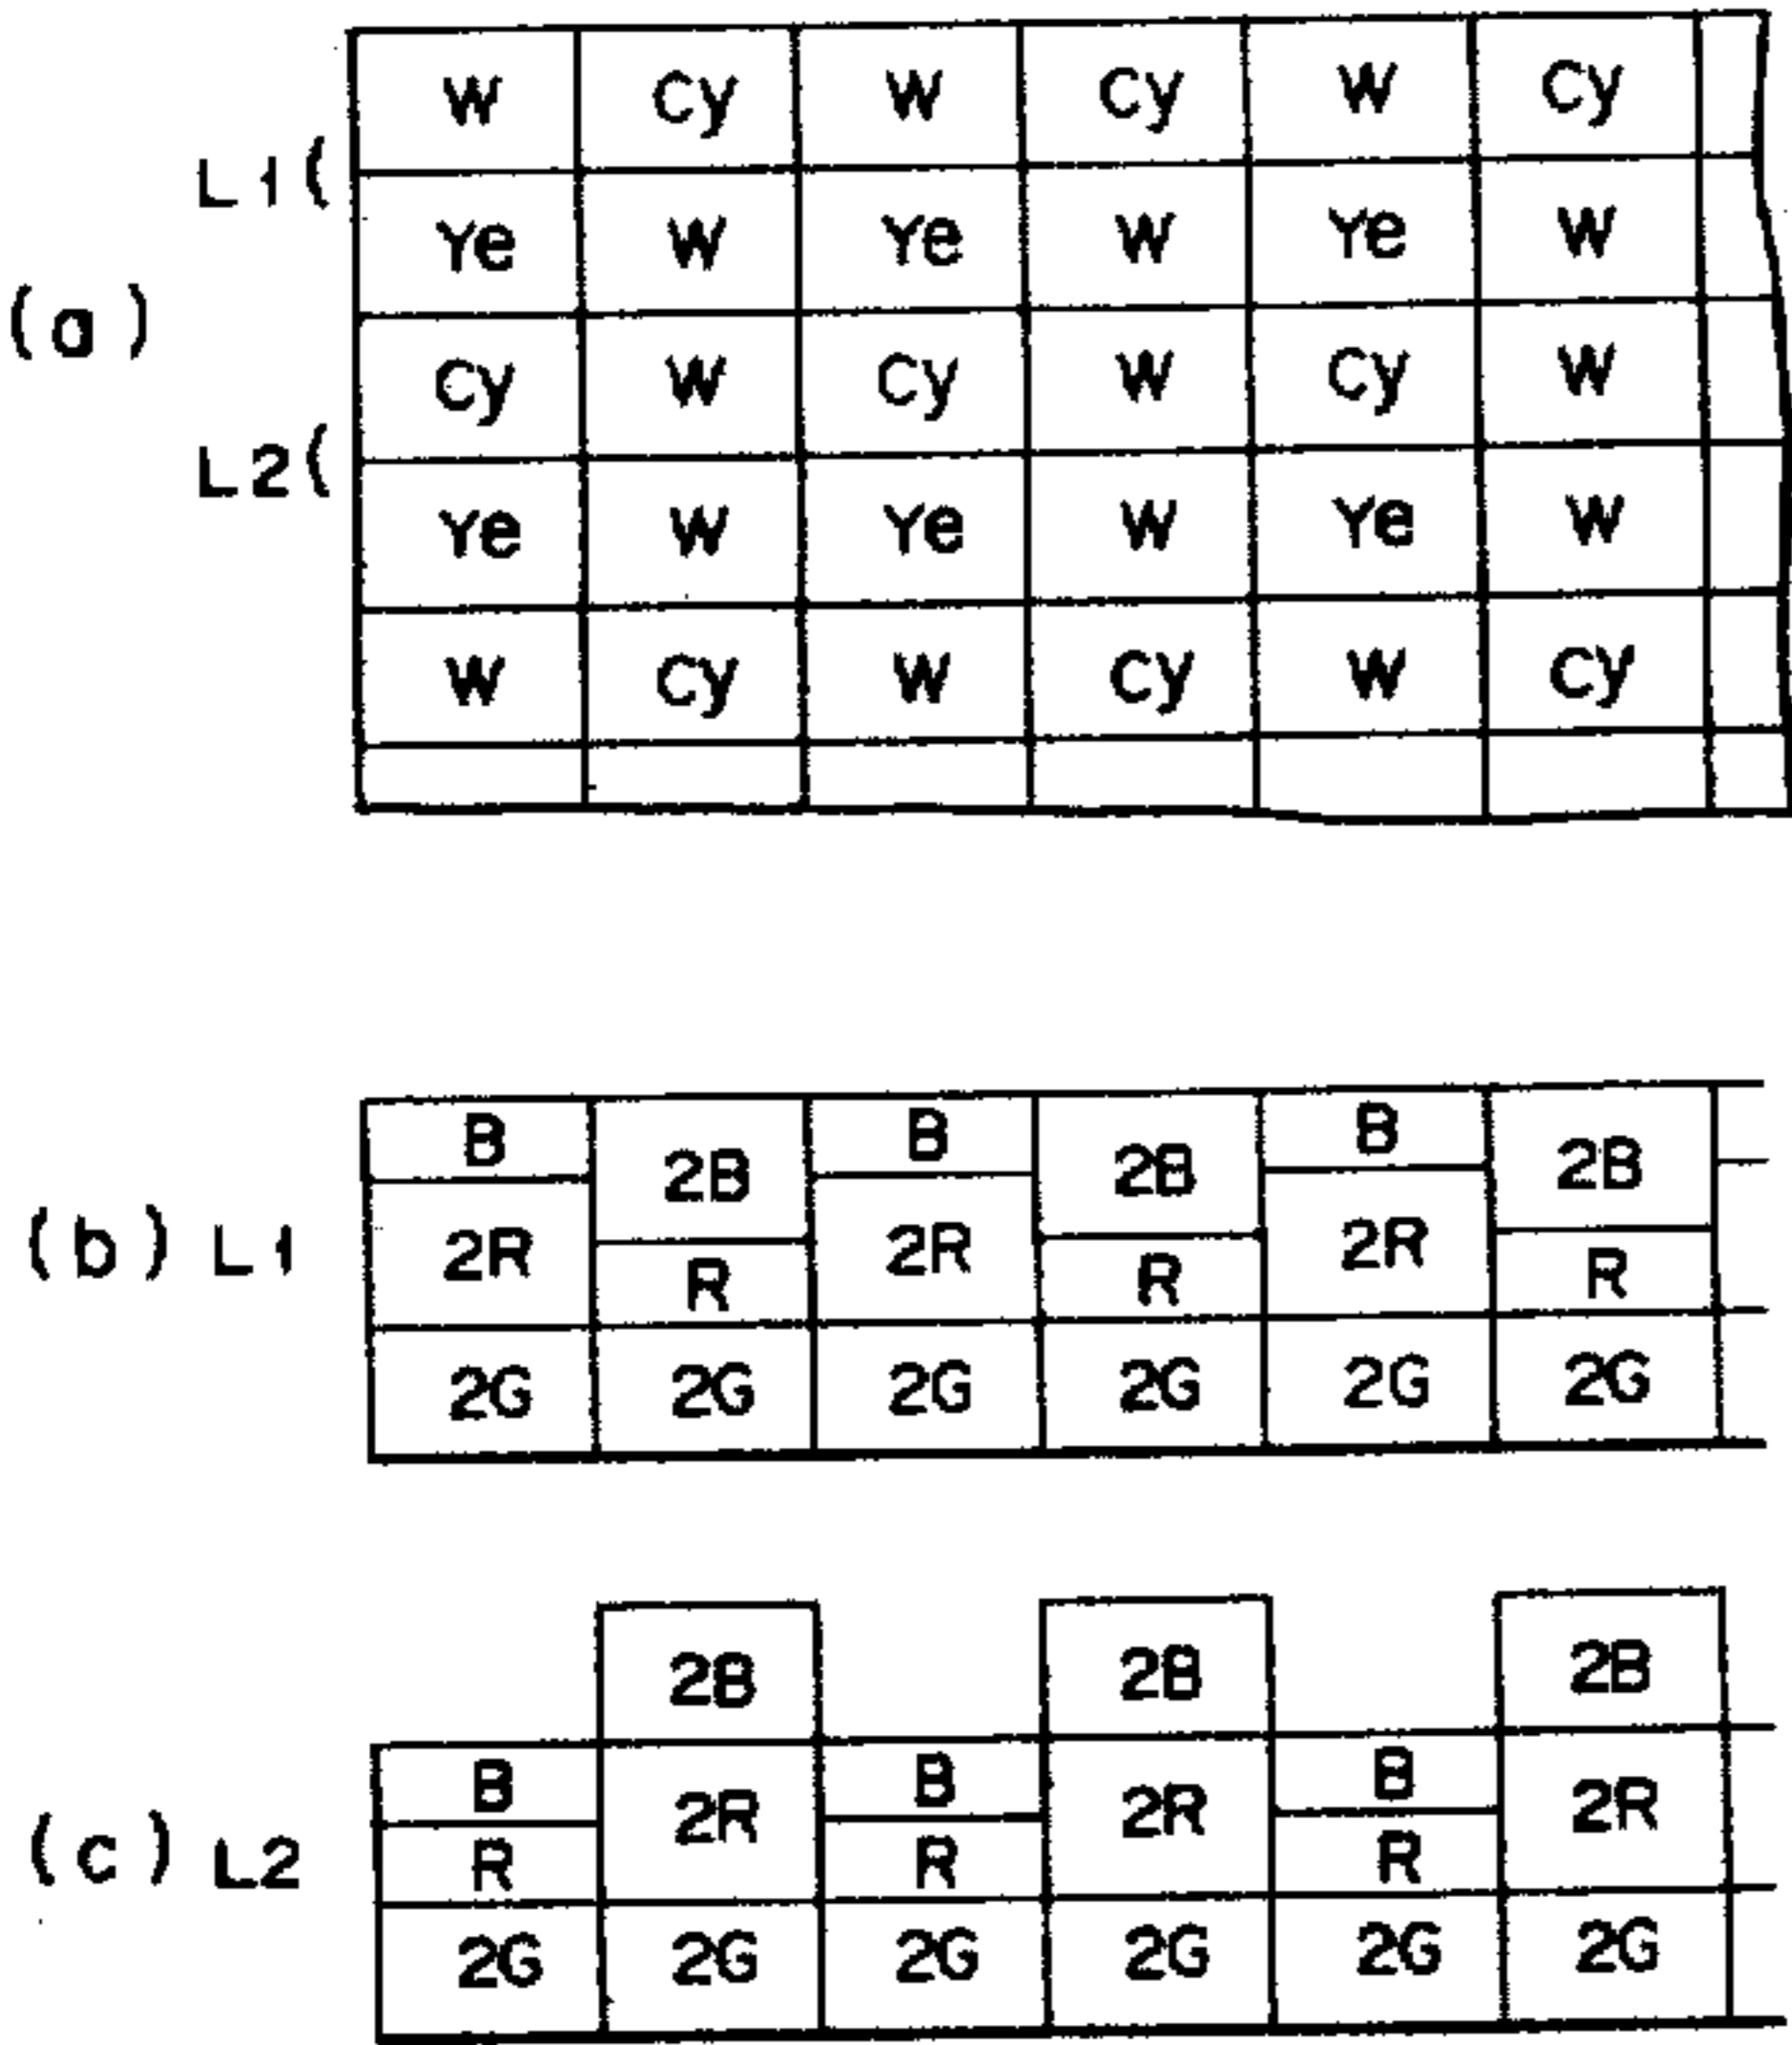 W Cy W Cy W Cy
L1(
Ye W Ye W Ye W
(a)
Cy W Cy W Cy W
L2(
Ye W Ye W Ye W
W Cy W Cy W Cy
B 2B B 2B B 2B
(b) L1 2R R 2R R 2R R
2G 2G 2G 2G 2G 2G
2B 2B 2B
B 2R B 2R B 2R
(c) L2 R R R
2G 2G 2G 2G 2G 2G